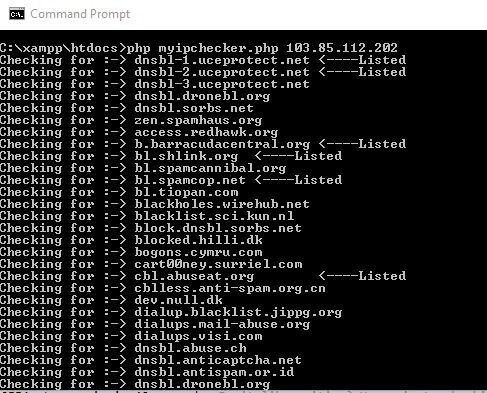 Command Prompt
C:\xampp\htdocs>php myipchecker.php 103.85.112.202
Checking for :-> dnsbl-1.uceprotect.net <----Listed
Checking for :-> dnsbl-2.uceprotect.net <----Listed
Checking for :-> dnsbl-3.uceprotect.net
Checking for :-> dnsbl.dronebl.org
Checking for :-> dnsbl.sorbs.net
Checking for :-> zen.spamhaus.org
Checking for :-> access.redhawk.org
Checking for :-> b.barracudacentral.org <----Listed
Checking for :-> bl.shlink.org  <----Listed
Checking for :-> bl.spamcannibal.org
Checking for :-> bl.spamcop.net <----Listed
Checking for :-> bl.tiopan.com
Checking for :-> blackholes.wirehub.net
Checking for :-> blacklist.sci.kun.nl
Checking for :-> block.dnsbl.sorbs.net
Checking for :-> blocked.hilli.dk
Checking for :-> bogons.cymru.com
Checking for :-> cart00ney.surriel.com
Checking for :-> cbl.abuseat.org        <----Listed
Checking for :-> cblless.anti-spam.org.cn
Checking for :-> dev.null.dk
Checking for :-> dialup.blacklist.jippg.org
Checking for :-> dialups.mail-abuse.org
Checking for :-> dialups.visi.com
Checking for :-> dnsbl.abuse.ch
Checking for :-> dnsbl.anticaptcha.net
Checking for :-> dnsbl.antispam.or.id
Checking for :-> dnsbl.dronebl.org